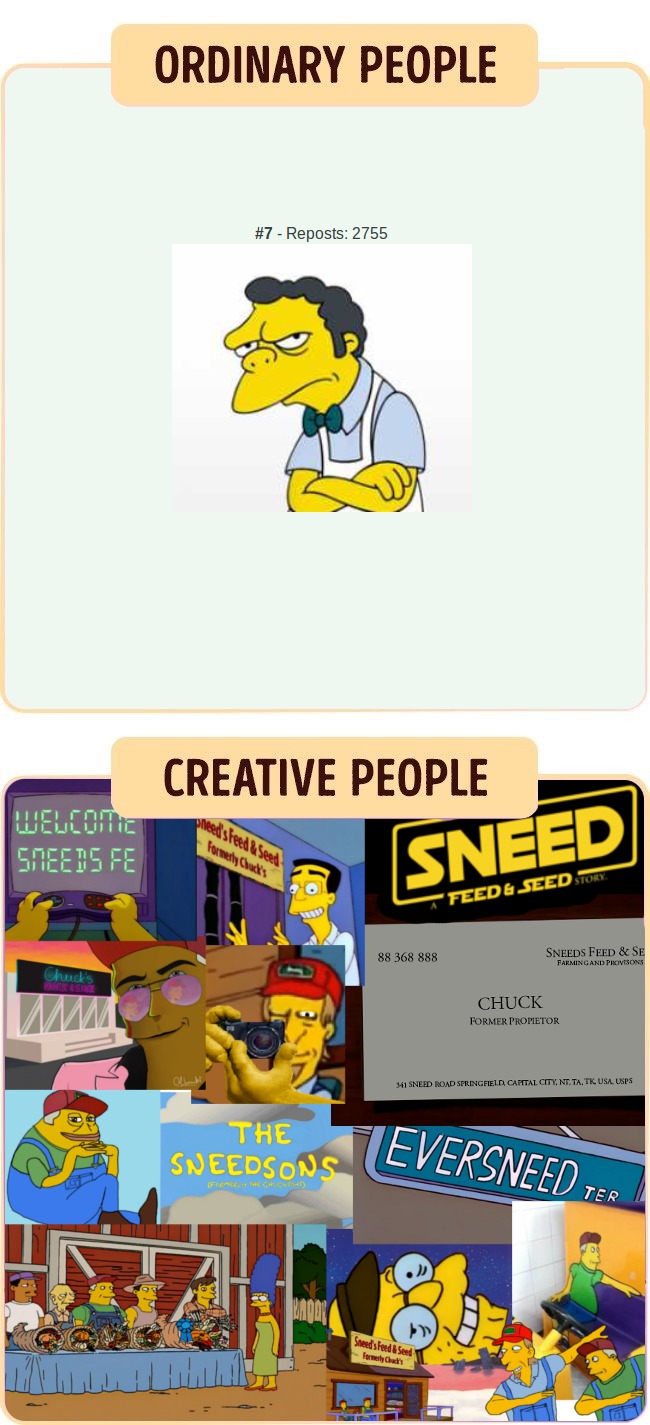 ORDINARY PEOPLE
#7 - Reposts: 2755
CREATIVE PEOPLE
WELCOME
SNEEDS FE
Sneed's Feed & Seed
Formerly Chuck's
SNEED
A FEED & SEED STORY.
Chuck's
88 368 888
SNEEDS FEED & SE
FARMING AND PROVISONS
CHUCK
FORMER PROPIETOR
341 SNEED ROAD SPRINGFIELD, CAPITAL CITY, NT, TA, TK, USA, USPS
THE
SNEEDSONS
EVERSNEED TER
Sneed's Feed & Seed
Formerly Chuck's